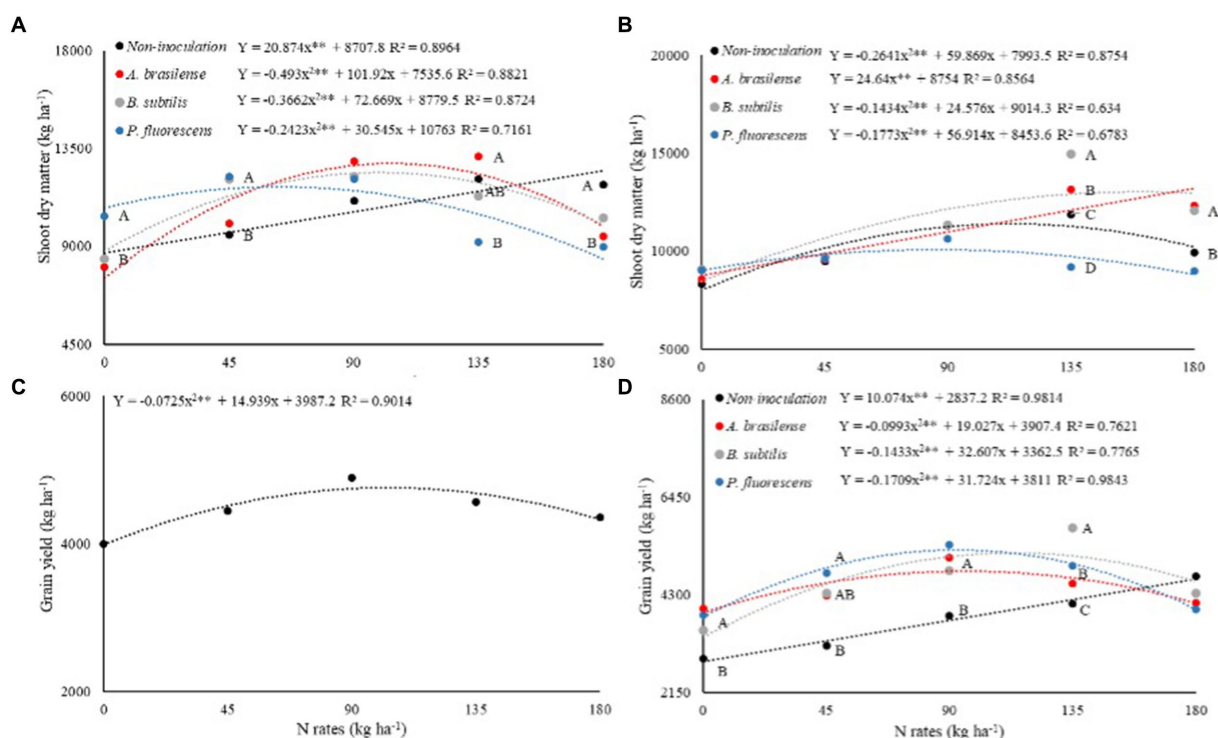 A
18000
13500
9000
4500
Shoot dry matter (kg ha⁻¹)
Non-inoculation Y = 20.874x** + 8707.8 R² = 0.8964
A. brasilense Y = -0.493x²** + 101.92x + 7535.6 R² = 0.8821
B. subtilis Y = -0.3662x²** + 72.669x + 8779.5 R² = 0.8724
P. fluorescens Y = -0.2423x²** + 30.545x + 10763 R² = 0.7161
A
B
A
B
A
AB
B
A
B
0 45 90 135 180
B
20000
15000
10000
5000
Shoot dry matter (kg ha⁻¹)
Non-inoculation Y = -0.2641x²** + 59.869x + 7993.5 R² = 0.8754
A. brasilense Y = 24.64x** + 8754 R² = 0.8564
B. subtilis Y = -0.1434x²** + 24.576x + 9014.3 R² = 0.634
P. fluorescens Y = -0.1773x²** + 56.914x + 8453.6 R² = 0.6783
A
B
C
D
A
B
0 45 90 135 180
C
6000
4000
2000
Grain yield (kg ha⁻¹)
Y = -0.0725x²** + 14.939x + 3987.2 R² = 0.9014
0 45 90 135 180
N rates (kg ha⁻¹)
D
8600
6450
4300
2150
Grain yield (kg ha⁻¹)
Non-inoculation Y = 10.074x** + 2837.2 R² = 0.9814
A. brasilense Y = -0.0993x²** + 19.027x + 3907.4 R² = 0.7621
B. subtilis Y = -0.1433x²** + 32.607x + 3362.5 R² = 0.7765
P. fluorescens Y = -0.1709x²** + 31.724x + 3811 R² = 0.9843
A
B
A
AB
B
A
B
A
B
C
0 45 90 135 180
N rates (kg ha⁻¹)